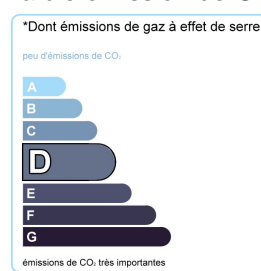 *Dont émissions de gaz à effet de serre
peu d'émissions de CO₂
A
B
C
D
E
F
G
émissions de CO₂ très importantes